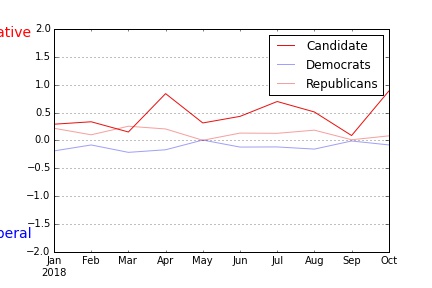 2.0
ative
1.5
1.0
0.5
0.0
−0.5
−1.0
−1.5
beral
−2.0
Candidate
Democrats
Republicans
Jan Feb Mar Apr May Jun Jul Aug Sep Oct
2018